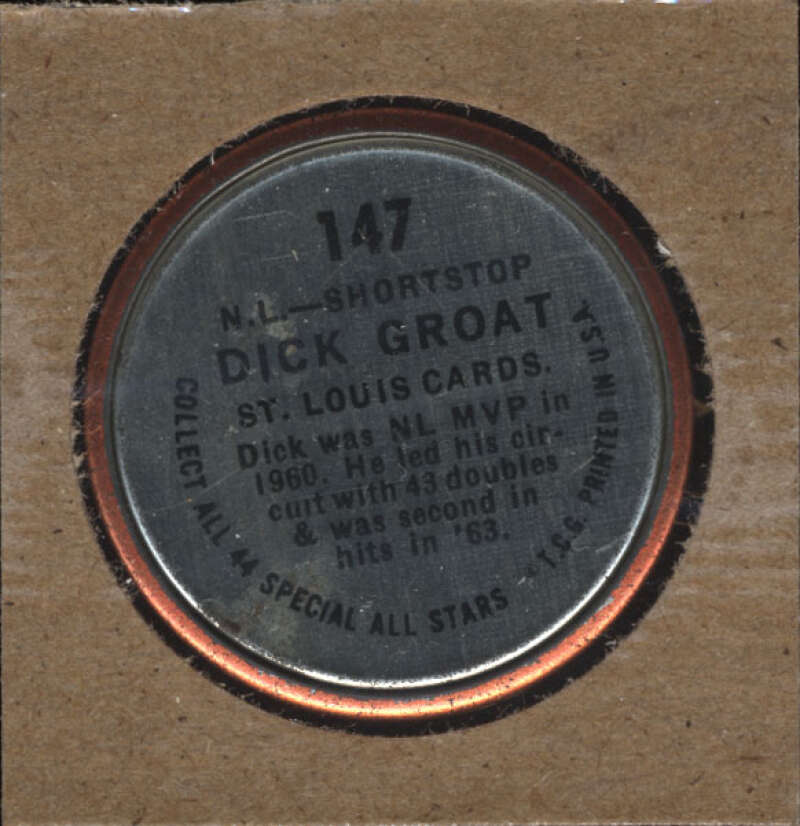 147
N.L.—SHORTSTOP
DICK GROAT
ST. LOUIS CARDS.
Dick was NL MVP in
1960. He led his cir-
cuit with 43 doubles
& was second in
hits in '63.
COLLECT ALL 44 SPECIAL ALL STARS
© T.C.G. PRINTED IN USA